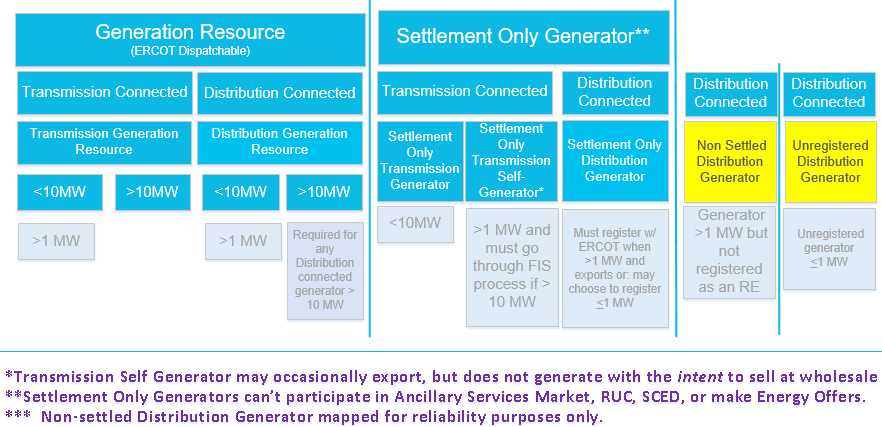 Generation Resource
(ERCOT Dispatchable)
Settlement Only Generator**
Transmission Connected
Distribution Connected
Transmission Connected
Distribution
Connected
Distribution
Connected
Distribution
Connected
Transmission Generation
Resource
Distribution Generation
Resource
Settlement
Only
Transmission
Generator
Settlement
Only
Transmission
Self-
Generator*
Settlement Only
Distribution
Generator
Non Settled
Distribution
Generator
Unregistered
Distribution
Generator
<10MW
>10MW
<10MW
>10MW
>1 MW
>1 MW
Required for
any
Distribution
connected
generator >
10 MW
<10MW
>1 MW and
must go
through FIS
process if >
10 MW
Must register w/
ERCOT when
>1 MW and
exports or: may
choose to register
≤1 MW
Generator
>1 MW but
not
registered
as an RE
Unregistered
generator
≤1 MW
*Transmission Self Generator may occasionally export, but does not generate with the intent to sell at wholesale
**Settlement Only Generators can't participate in Ancillary Services Market, RUC, SCED, or make Energy Offers.
*** Non-settled Distribution Generator mapped for reliability purposes only.